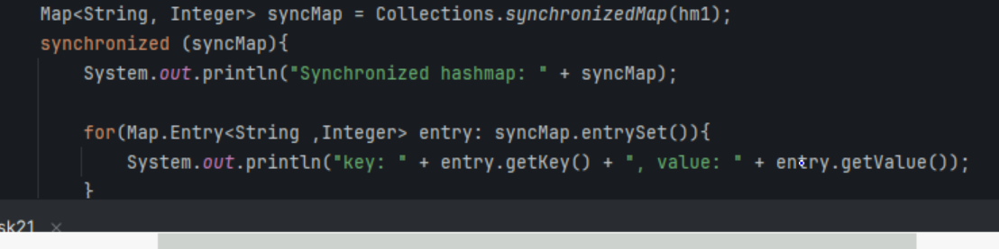 Map<String, Integer> syncMap = Collections.synchronizedMap(hm1);
synchronized (syncMap){
System.out.println("Synchronized hashmap: " + syncMap);
for(Map.Entry<String ,Integer> entry: syncMap.entrySet()){
System.out.println("key: " + entry.getKey() + ", value: " + entry.getValue());
}
sk21 ×